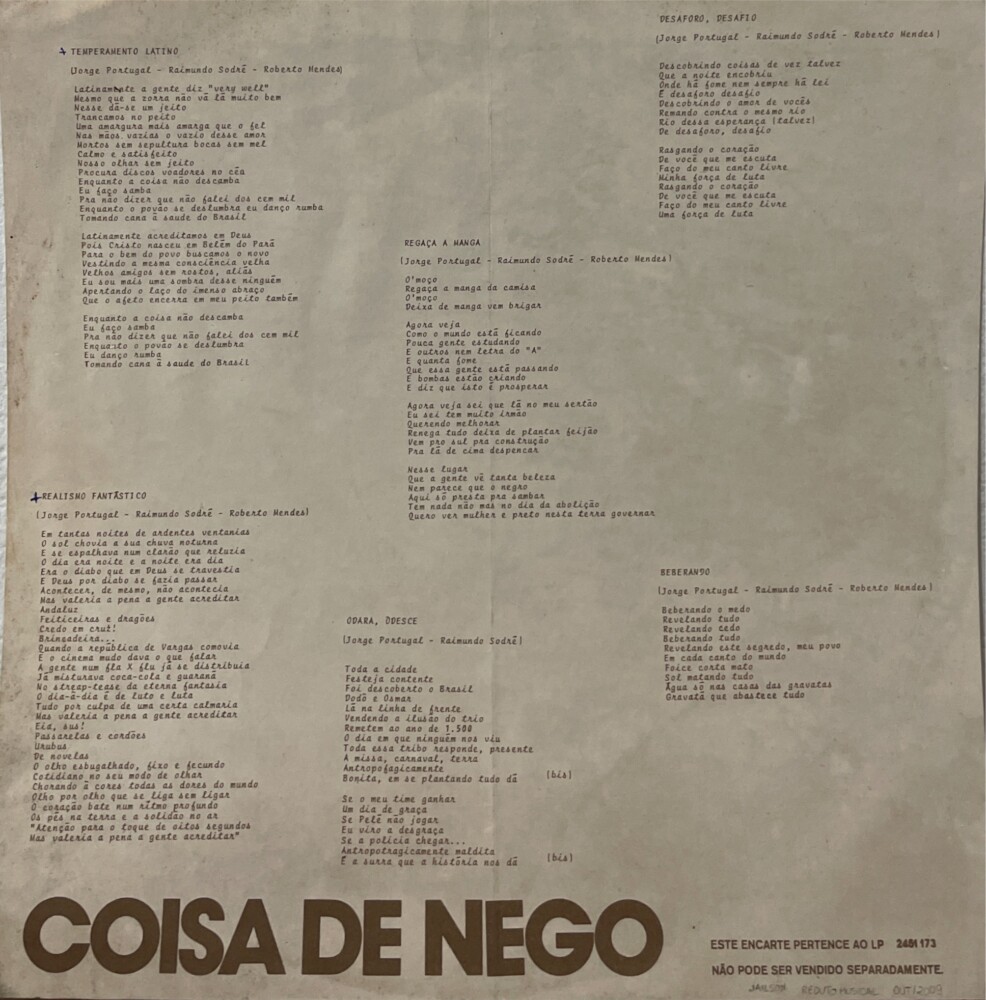 TEMPERAMENTO LATINO
(Jorge Portugal - Raimundo Sodré - Roberto Mendes)
Latinamente a gente diz "very well"
Mesmo que a zorra não vá lá muito bem
Nesse dá-se um jeito
Trancamos no peito
Uma amargura mais amarga que o fel
Nas mãos vazias o vazio desse amor
Mortos sem sepultura bocas sem mel
Calmo e satisfeito
Nosso olhar sem jeito
Procura discos voadores no céu
Enquanto a coisa não descamba
Eu faço samba
Pra não dizer que não falei dos cem mil
Enquanto o povão se deslumbra eu danço rumba
Tomando cana à saude do Brasil
Latinamente acreditamos em Deus
Pois Cristo nasceu em Belém do Pará
Para o bem do povo buscamos o novo
Vestindo a mesma consciência velha
Velhos amigos sem rostos, aliás
Eu sou mais uma sombra desse ninguém
Apertando o laço do imenso abraço
Que o afeto encerra em meu peito também
Enquanto a coisa não descamba
Eu faço samba
Pra não dizer que não falei dos cem mil
Enquanto o povão se deslumbra
Eu danço rumba
Tomando cana à saude do Brasil
REALISMO FANTÁSTICO
(Jorge Portugal - Raimundo Sodré - Roberto Mendes)
Em tantas noites de ardentes ventanias
O sol chovia a sua chuva noturna
E se espalhava num clarão que reluzia
O dia era noite e a noite era dia
Era o diabo que em Deus se travestia
E Deus por diabo se fazia passar
Acontecer, de mesmo, não acontecia
Mas valeria a pena a gente acreditar
Andaluz
Feiticeiras e dragões
Credo em cruz!
Brincadeira...
Quando a república de Vargas comovia
E o cinema mudo dava o que falar
A gente num fla X flu já se distribuia
Já misturava coca-cola e guaraná
No streap-tease da eterna fantasia
O dia-à-dia é de luto e luta
Tudo por culpa de uma certa calmaria
Mas valeria a pena a gente acreditar
Eia, sus!
Passarelas e cordões
Urubus
De novelas
O olho esbugalhado, fixo e fecundo
Cotidiano no seu modo de olhar
Chorando à cores todas as dores do mundo
Olho por olho que se liga sem ligar
O coração bate num ritmo profundo
Os pés na terra e a solidão no ar
"Atenção para o toque de oitos segundos
Mas valeria a pena a gente acreditar"
REGAÇA A MANGA
(Jorge Portugal - Raimundo Sodré - Roberto Mendes)
O'moço
Regaça a manga da camisa
O'moço
Deixa de manga vem brigar
Agora veja
Como o mundo está ficando
Pouca gente estudando
E outros nem letra do "A"
E quanta fome
Que essa gente está passando
E bombas estão criando
E diz que isto é prosperar
Agora veja sei que lá no meu sertão
Eu sei tem muito irmão
Querendo melhorar
Renega tudo deixa de plantar feijão
Vem pro sul pra construção
Pra lá de cima despencar
Nesse lugar
Que a gente vê tanta beleza
Nem parece que o negro
Aqui só presta pra sambar
Tem nada não mas no dia da abolição
Quero ver mulher e preto nesta terra governar
ODARA, ODESCE
(Jorge Portugal - Raimundo Sodré)
Toda a cidade
Festeja contente
Foi descoberto o Brasil
Dodô e Osmar
Lá na linha de frente
Vendendo a ilusão do trio
Remetem ao ano de 1.500
O dia em que ninguém nos viu
Toda essa tribo responde, presente
A missa, carnaval, terra
Antropofagicamente
Bonita, em se plantando tudo dá (bis)
Se o meu time ganhar
Um dia de graça
Se Pelé não jogar
Eu viro a desgraça
Se a policia chegar...
Antropotragicamente maldita
É a surra que a história nos dá (bis)
DESAFORO, DESAFIO
(Jorge Portugal - Raimundo Sodré - Roberto Mendes)
Descobrindo coisas de vez talvez
Que a noite encobriu
Onde há fome nem sempre há lei
É desaforo desafio
Descobrindo o amor de vocês
Remando contra o mesmo rio
Rio dessa esperança (talvez)
De desaforo, desafio
Rasgando o coração
De você que me escuta
Faço do meu canto livre
Minha força de luta
Rasgando o coração
De você que me escuta
Faço do meu canto livre
Uma força de luta
BEBERANDO
(Jorge Portugal - Raimundo Sodré - Roberto Mendes)
Beberando o medo
Revelando tudo
Revelando cedo
Beberando tudo
Revelando este segredo, meu povo
Em cada canto do mundo
Foice corta mato
Sol matando tudo
Água só nas casas das gravatas
Gravatá que abastece tudo
COISA DE NEGO
ESTE ENCARTE PERTENCE AO LP 2451 173
NÃO PODE SER VENDIDO SEPARADAMENTE.
JAILSON REDUTO MUSICAL OUT/2009